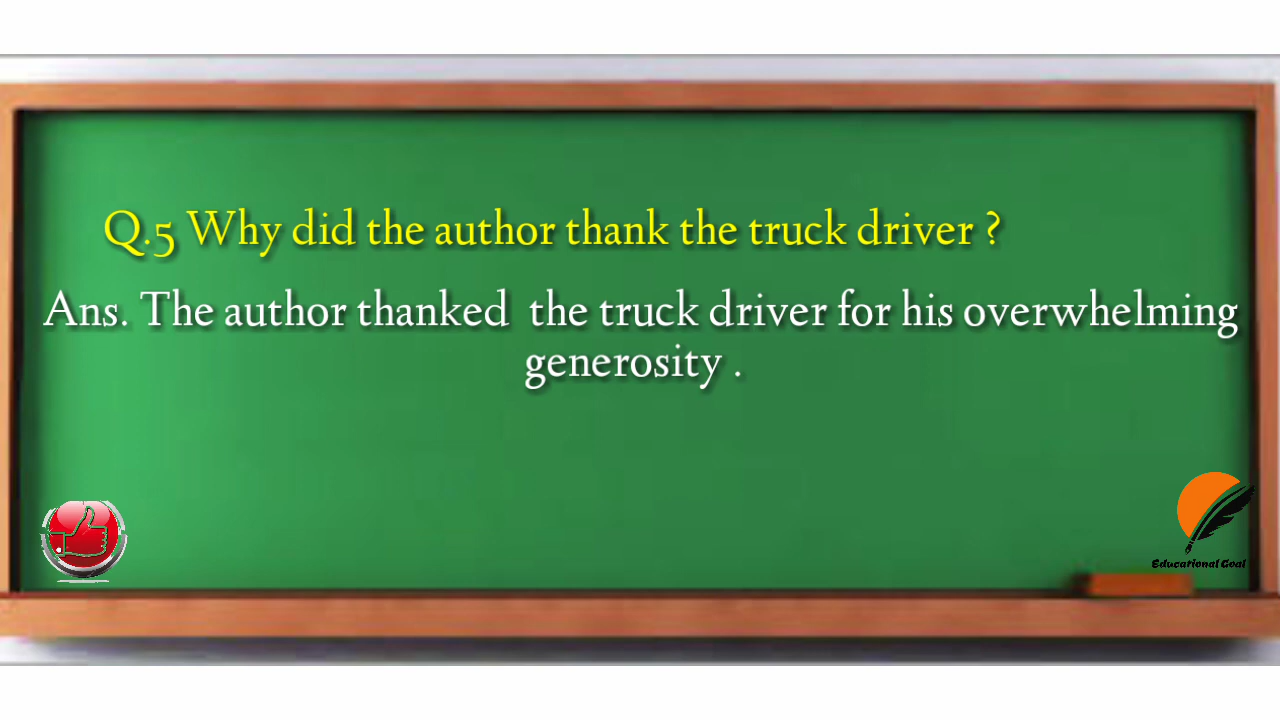 Q.5 Why did the author thank the truck driver ?
Ans. The author thanked the truck driver for his overwhelming
generosity .
Educational Goal